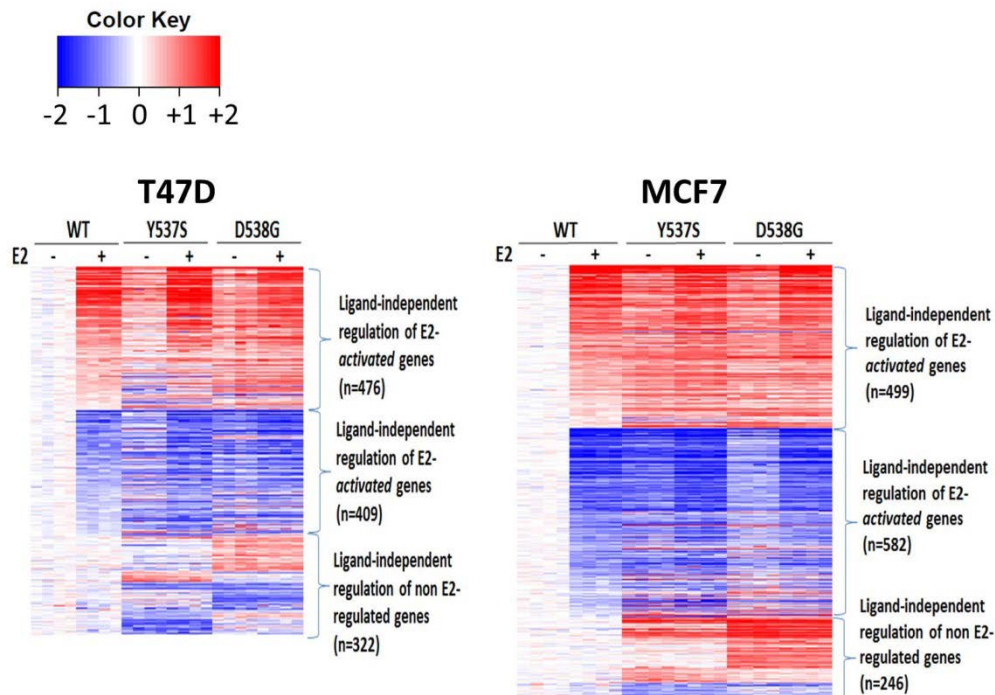 Color Key
-2 -1 0 +1 +2
T47D
WT Y537S D538G
E2 - + - + - +
Ligand-independent
regulation of E2-
activated genes
(n=476)
Ligand-independent
regulation of E2-
activated genes
(n=409)
Ligand-independent
regulation of non E2-
regulated genes
(n=322)
MCF7
WT Y537S D538G
E2 - + - + - +
Ligand-independent
regulation of E2-
activated genes
(n=499)
Ligand-independent
regulation of E2-
activated genes
(n=582)
Ligand-independent
regulation of non E2-
regulated genes
(n=246)